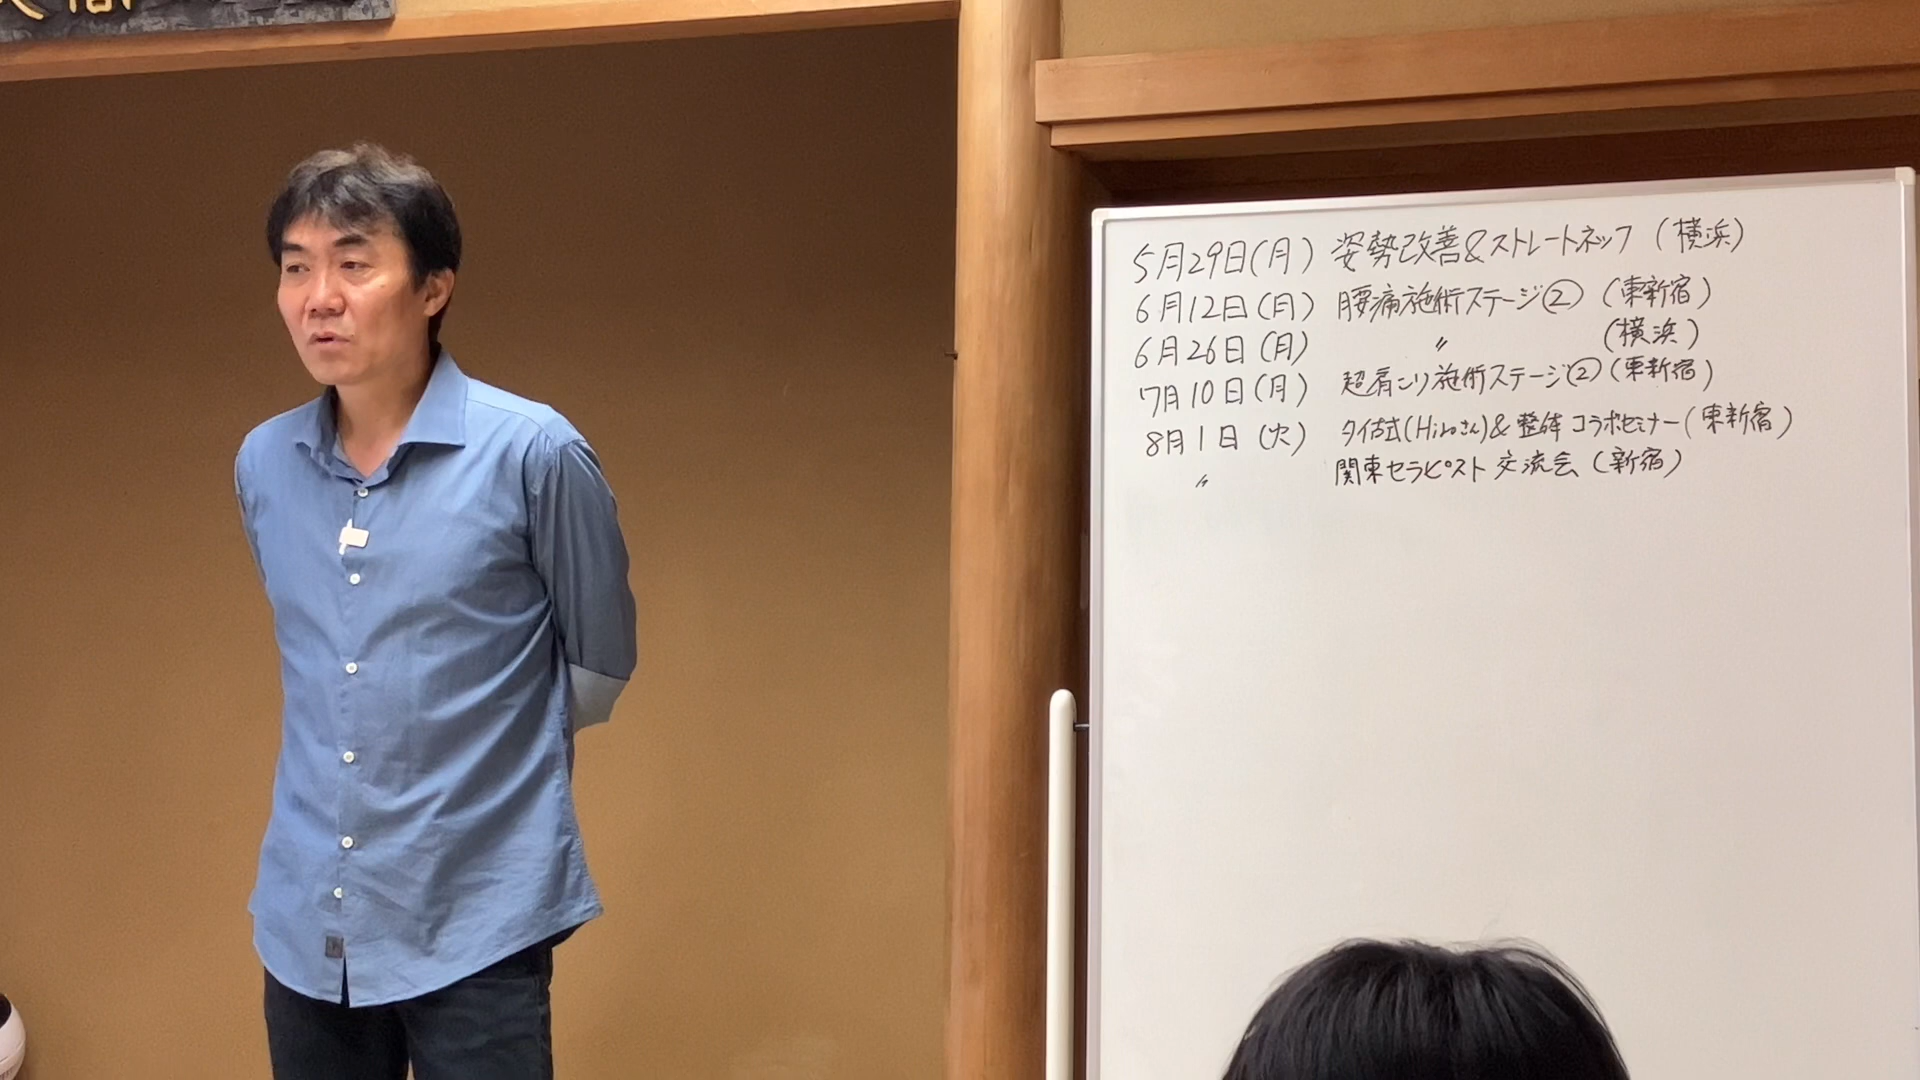 5月29日(月) 姿勢改善&ストレートネック (横浜)
6月12日(月) 腰痛施術ステージ② (東新宿)
6月26日(月) 〃 (横浜)
7月10日(月) 超肩こり施術ステージ② (東新宿)
8月1日(火) タイ古式(Hiroさん)&整体コラボセミナー(東新宿)
〃 関東セラピスト交流会 (新宿)